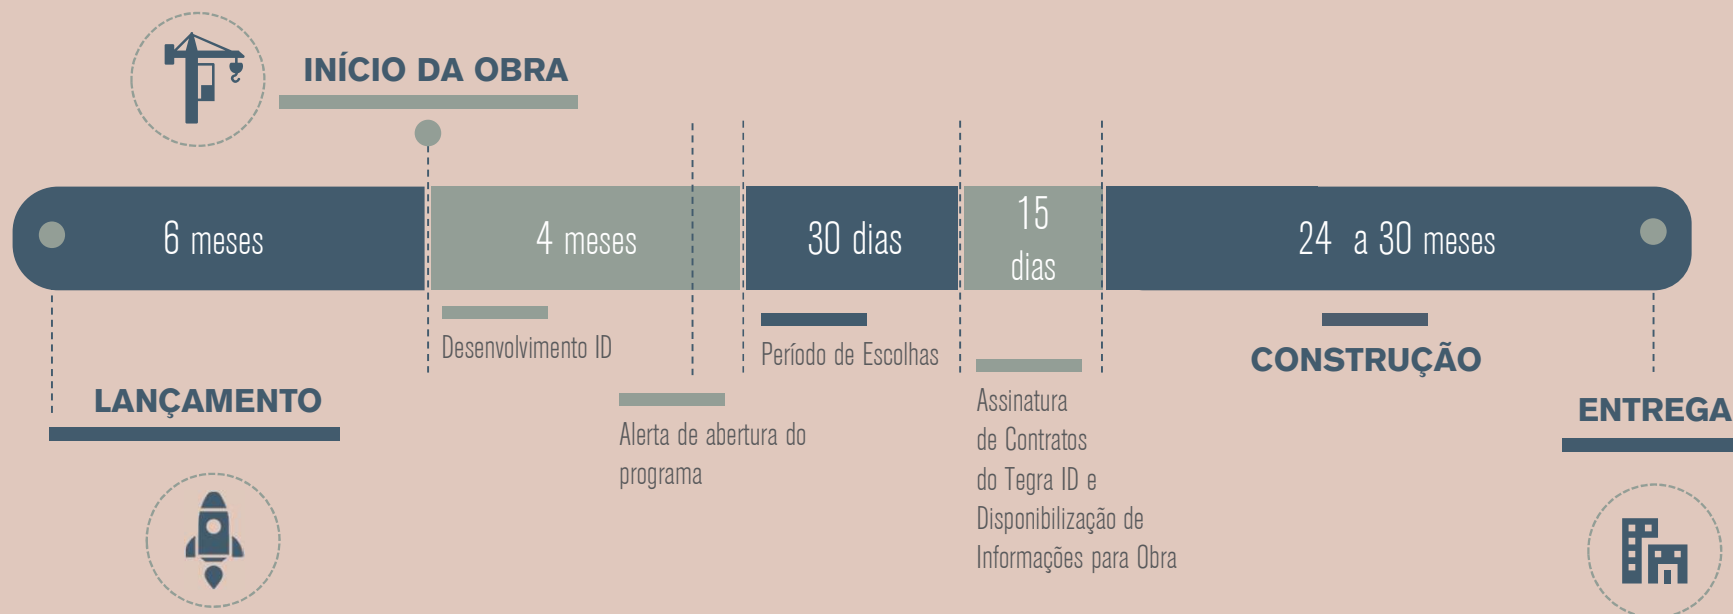 INÍCIO DA OBRA
6 meses
4 meses
30 dias
15
dias
24 a 30 meses
Desenvolvimento ID
Período de Escolhas
CONSTRUÇÃO
LANÇAMENTO
Alerta de abertura do
programa
Assinatura
de Contratos
do Tegra ID e
Disponibilização de
Informações para Obra
ENTREGA